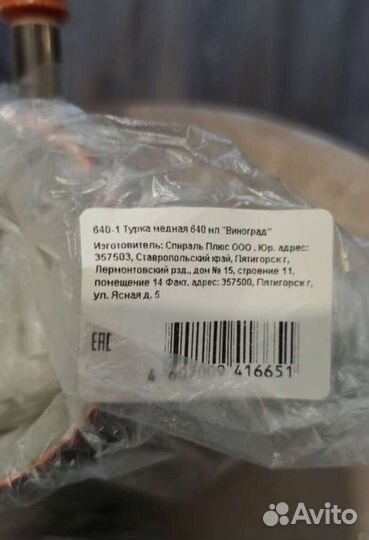 640-1 Турка медная 640 мл "Виноград"
Изготовитель: Спираль Плюс ООО , Юр. адрес:
357503, Ставропольский край, Пятигорск г,
Лермонтовский рзд., дом № 15, строение 11,
помещение 14 Факт. адрес: 357500, Пятигорск г,
ул. Ясная д. 5
EAC
416651
Avito